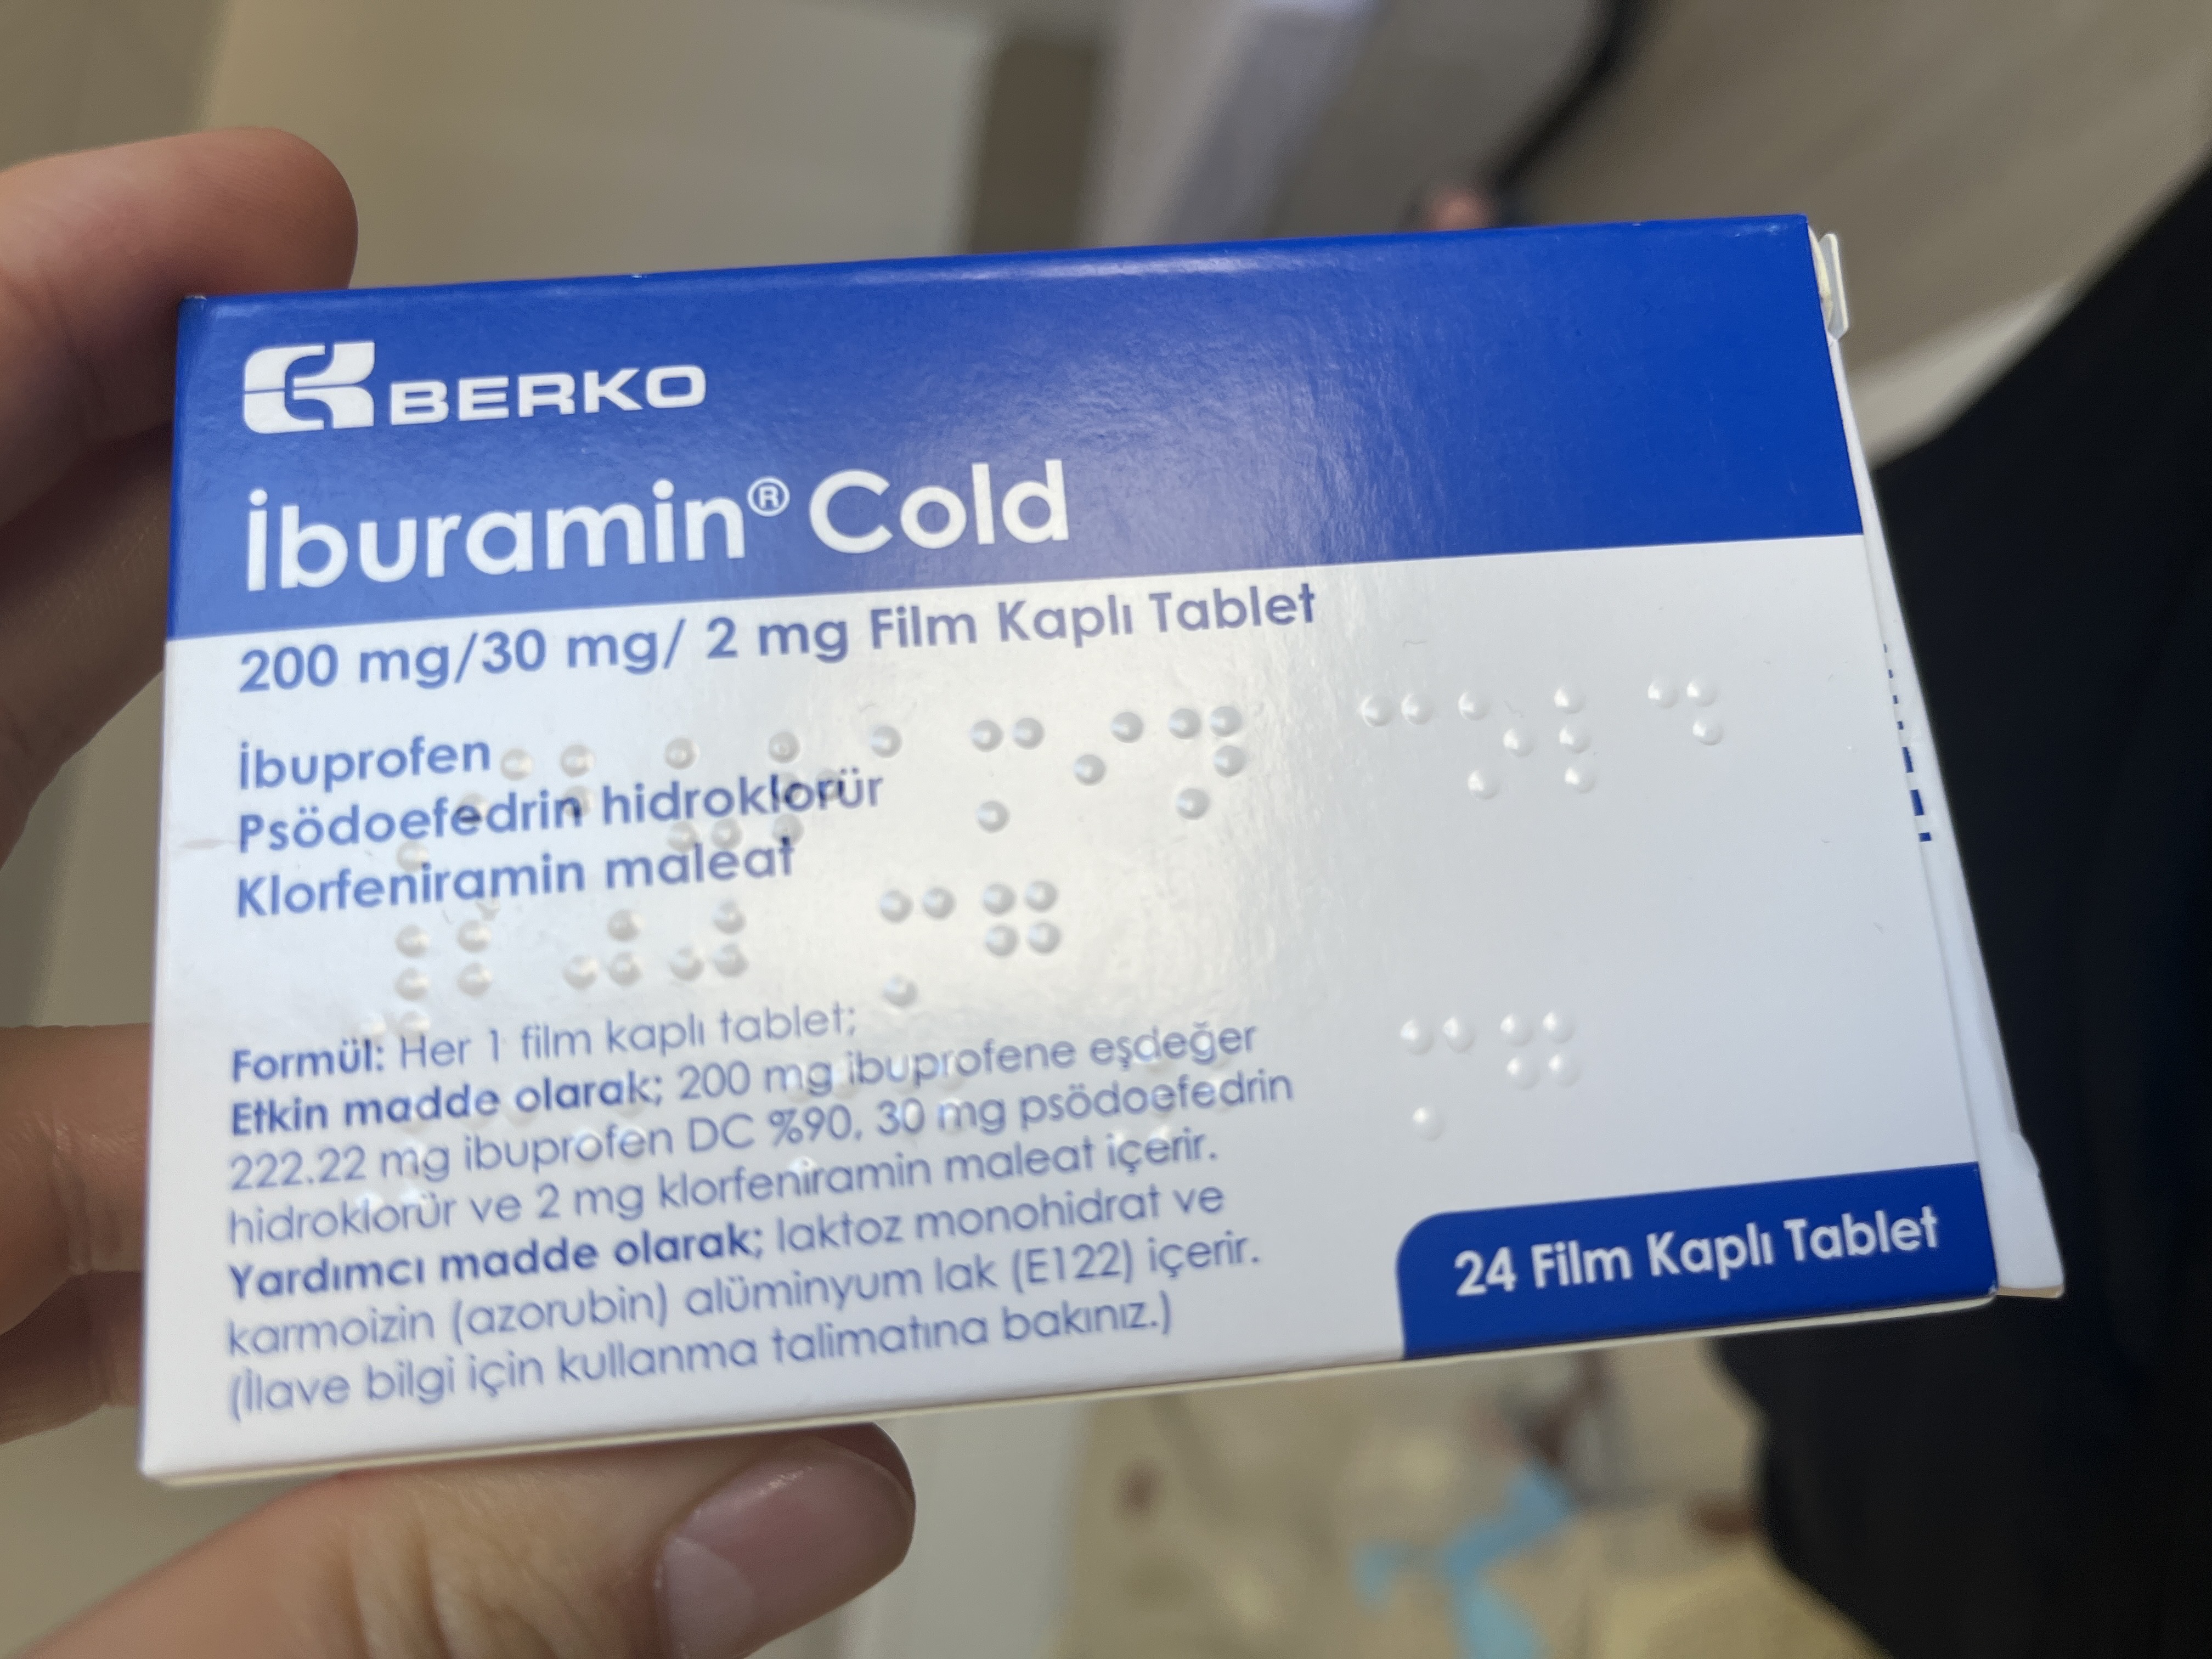 BERKO
iburamin® Cold
200 mg/30 mg/ 2 mg Film Kaplı Tablet
İbuprofen
Psödoefedrin hidroklorür
Klorfeniramin maleat
Formül: Her 1 film kaplı tablet;
Etkin madde olarak; 200 mg ibuprofene eşdeğer
222.22 mg ibuprofen DC %90, 30 mg psödoefedrin
hidroklorür ve 2 mg klorfeniramin maleat içerir.
Yardımcı madde olarak; laktoz monohidrat ve
karmoizin (azorubin) alüminyum lak (E122) içerir.
(İlave bilgi için kullanma talimatına bakınız.)
24 Film Kaplı Tablet